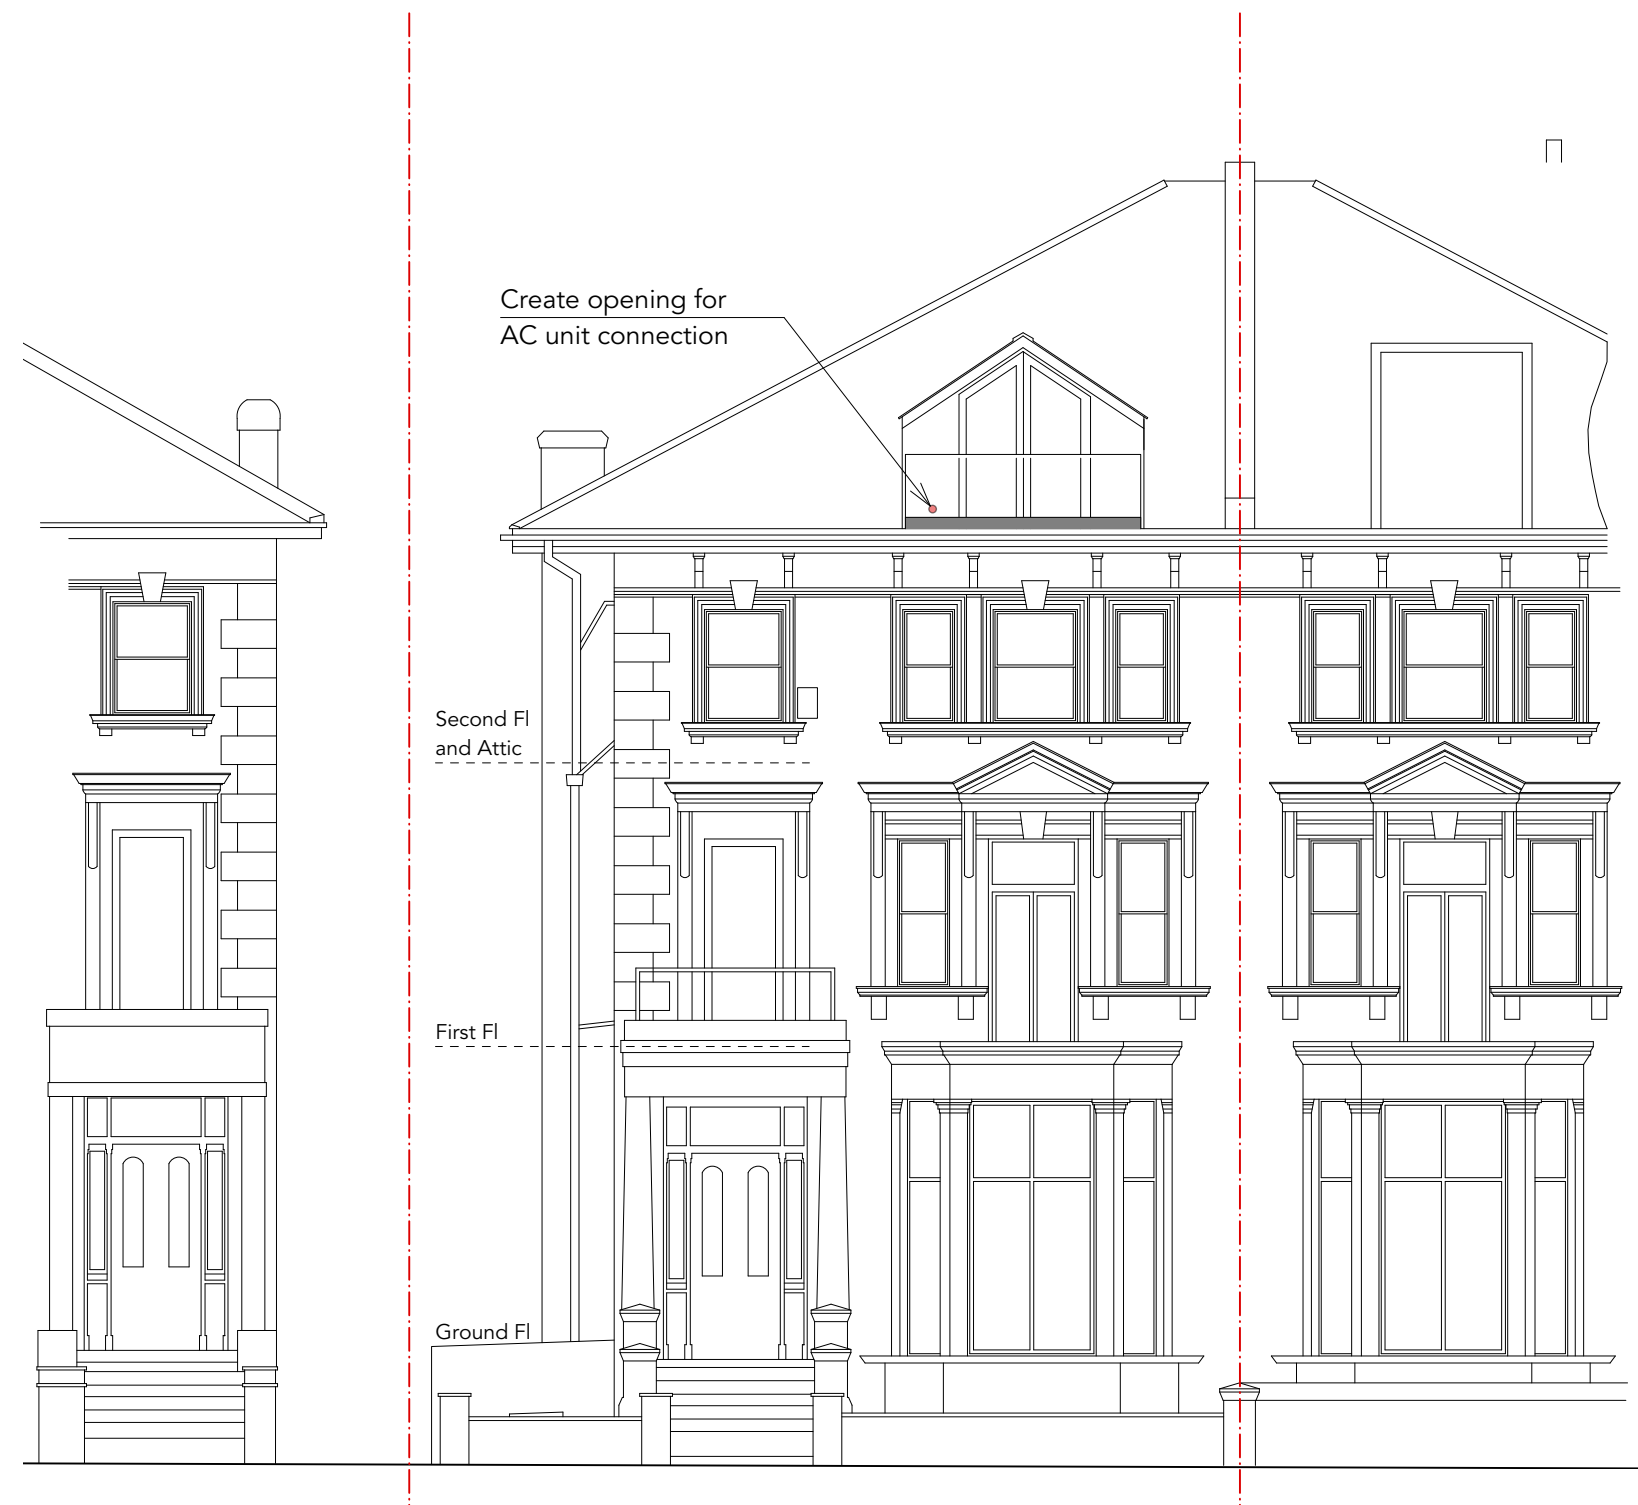 Create opening for
AC unit connection
Second Fl
and Attic
First Fl
Ground Fl